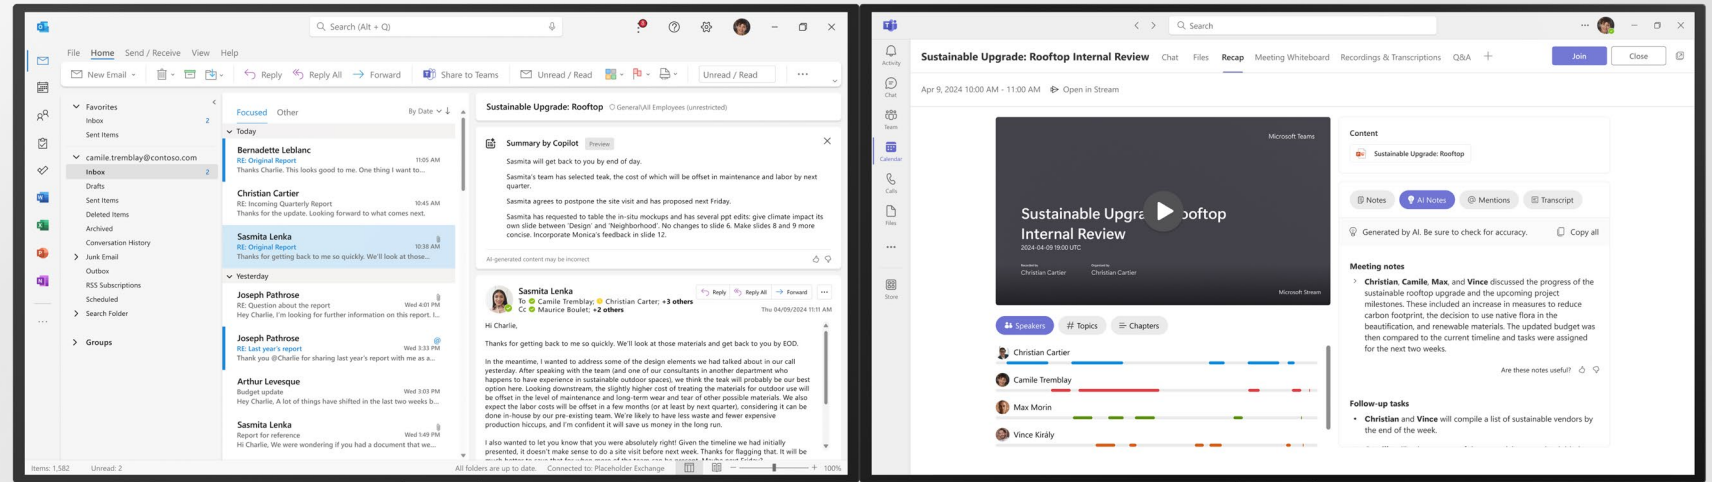 Search (Alt + Q)
File Home Send / Receive View Help
New Email Reply Reply All Forward Share to Teams Unread / Read Unread / Read ...
Favorites
Inbox 2
Sent Items
camile.tremblay@contoso.com
Inbox 2
Drafts
Sent Items
Deleted Items
Archived
Conversation History
Junk Email
Outbox
RSS Subscriptions
Scheduled
Search Folder
Groups
Focused Other By Date
Today
Bernadette Leblanc
RE: Original Report 11:05 AM
Thanks Charlie. This looks good to me. One thing I want to...
Christian Cartier
RE: Incoming Quarterly Report 10:45 AM
Thanks for the update. Looking forward to what comes next.
Sasmita Lenka
RE: Original Report 10:38 AM
Thanks for getting back to me so quickly. We'll look at those...
Yesterday
Joseph Pathrose
RE: Question about the report Wed 4:01 PM
Hey Charlie, I'm looking for further information on this report. I...
Joseph Pathrose @
RE: Last year's report Wed 3:33 PM
Thank you @Charlie for sharing last year's report with me as a...
Arthur Levesque
Budget update Wed 3:03 PM
Hey Charlie, A lot of things have shifted in the last two weeks b...
Sasmita Lenka
Report for reference Wed 1:49 PM
Hi Charlie, We were wondering if you had a document that we...
Sustainable Upgrade: Rooftop General\All Employees (unrestricted)
Summary by Copilot Preview
Sasmita will get back to you by end of day.
Sasmita's team has selected teak, the cost of which will be offset in maintenance and labor by next
quarter.
Sasmita agrees to postpone the site visit and has proposed next Friday.
Sasmita has requested to table the in-situ mockups and has several ppt edits: give climate impact its
own slide between 'Design' and 'Neighborhood'. No changes to slide 6. Make slides 8 and 9 more
concise. Incorporate Monica's feedback in slide 12.
AI-generated content may be incorrect
Sasmita Lenka Reply Reply All Forward ...
To Camile Tremblay; Christian Carter; +3 others
Cc Maurice Boulet; +2 others Thu 04/09/2024 11:11 AM
Hi Charlie,
Thanks for getting back to me so quickly. We'll look at those materials and get back to you by EOD.
In the meantime, I wanted to address some of the design elements we had talked about in our call
yesterday. After speaking with the team (and one of our consultants in another department who
happens to have experience in sustainable outdoor spaces), we think the teak will probably be our best
option here. Looking downstream, the slightly higher cost of treating the materials for outdoor use will
be offset in the level of maintenance and long-term wear and tear of other possible materials. We also
expect the labor costs will be offset in a few months (or at least by next quarter), considering it can be
done in-house by our pre-existing team. We're likely to have less waste and fewer expensive
production hiccups, and I'm confident it will save us money in the long run.
I also wanted to let you know that you were absolutely right! Given the timeline we had initially
presented, it doesn't make sense to do a site visit before next week. Thanks for flagging that. It will be
Items: 1,582 Unread: 2 All folders are up to date. Connected to: Placeholder Exchange 100%
Search
Activity
Chat
Team
Calendar
Calls
Files
...
Store
Sustainable Upgrade: Rooftop Internal Review Chat Files Recap Meeting Whiteboard Recordings & Transcriptions Q&A Join Close
Apr 9, 2024 10:00 AM - 11:00 AM Open in Stream
Microsoft Teams
Sustainable Upgra ooftop
Internal Review
2024-04-09 19:00 UTC
Recorded by Organized by
Christian Cartier Christian Cartier
Microsoft Stream
Speakers # Topics Chapters
Christian Cartier
Camile Tremblay
Max Morin
Vince Király
Content
Sustainable Upgrade: Rooftop
Notes AI Notes Mentions Transcript
Generated by AI. Be sure to check for accuracy. Copy all
Meeting notes
Christian, Camile, Max, and Vince discussed the progress of the
sustainable rooftop upgrade and the upcoming project
milestones. These included an increase in measures to reduce
carbon footprint, the decision to use native flora in the
beautification, and renewable materials. The updated budget was
then compared to the current timeline and tasks were assigned
for the next two weeks.
Are these notes useful?
Follow-up tasks
• Christian and Vince will compile a list of sustainable vendors by
the end of the week.